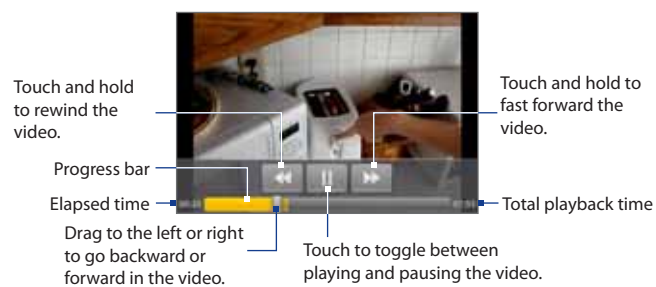 Touch and hold
to rewind the
video.
Touch and hold to
fast forward the
video.
Progress bar
Elapsed time
Total playback time
Drag to the left or right
to go backward or
forward in the video.
Touch to toggle between
playing and pausing the video.